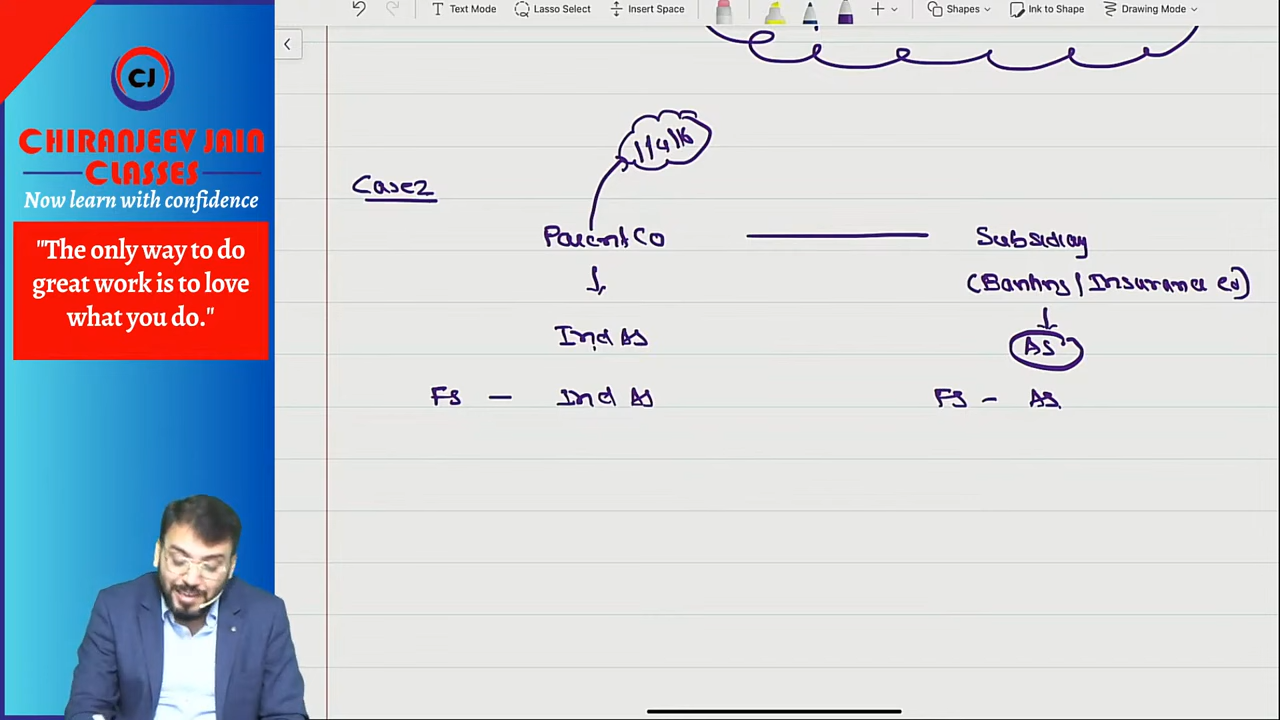 Text Mode
Lasso Select
Insert Space
Shapes
Ink to Shape
Drawing Mode
CJ
CHIRANJEEV JAIN
CLASSES
Now learn with confidence
"The only way to do
great work is to love
what you do."
1/4/16
Case2
Parent Co
Subsidiay
(Banking/Insurance Co)
Ind AS
AS
FS - Ind AS
FS - AS